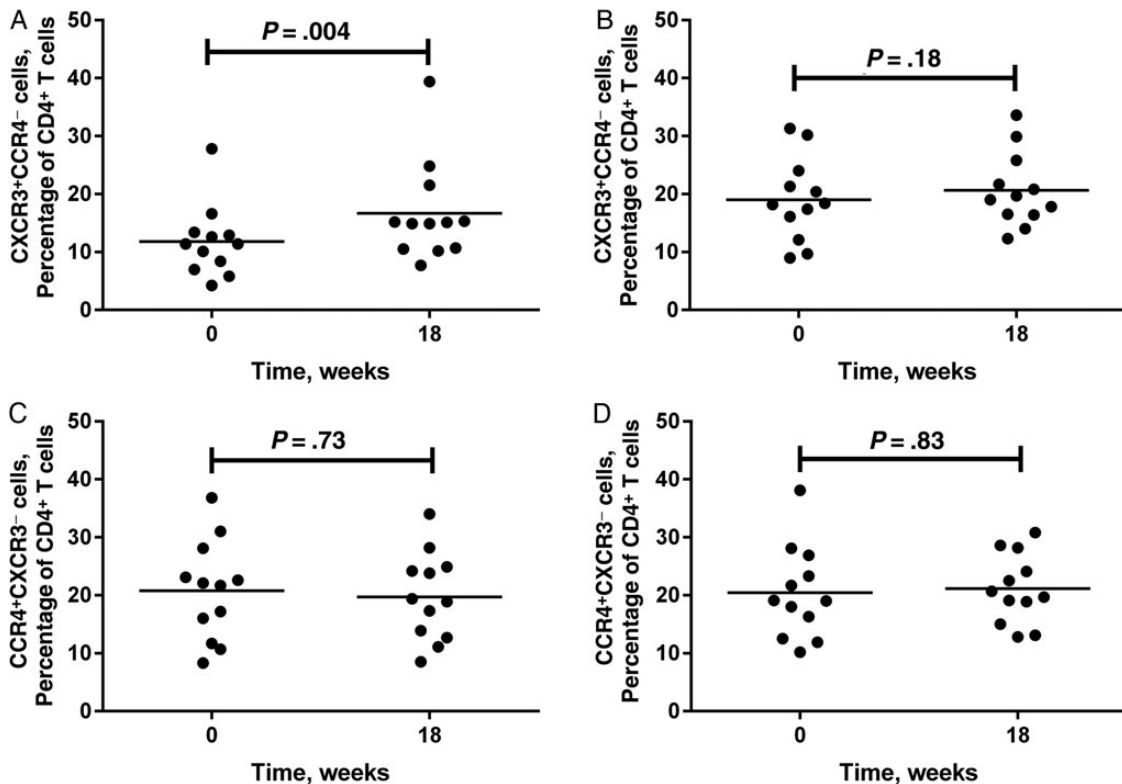 A
P = .004
CXCR3⁺CCR4⁻ cells,
Percentage of CD4⁺ T cells
50
40
30
20
10
0
0
18
Time, weeks
B
P = .18
CXCR3⁺CCR4⁻ cells,
Percentage of CD4⁺ T cells
50
40
30
20
10
0
0
18
Time, weeks
C
P = .73
CCR4⁺CXCR3⁻ cells,
Percentage of CD4⁺ T cells
50
40
30
20
10
0
0
18
Time, weeks
D
P = .83
CCR4⁺CXCR3⁻ cells,
Percentage of CD4⁺ T cells
50
40
30
20
10
0
0
18
Time, weeks